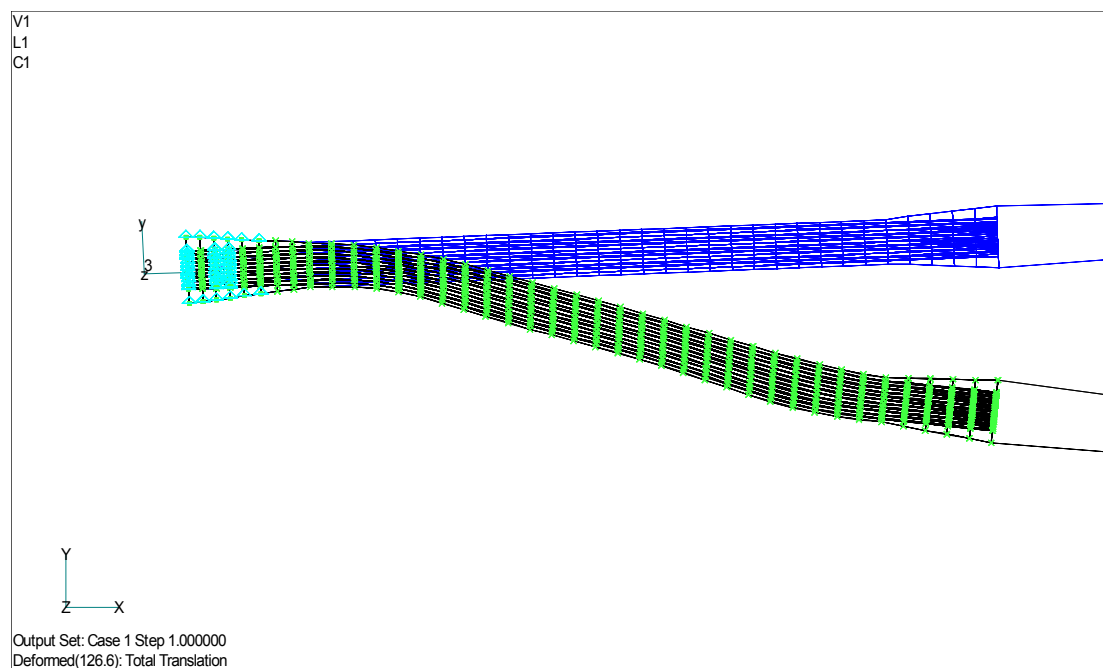 V1
L1
C1
y
3
z
Y
Z X
Output Set: Case 1 Step 1.000000
Deformed(126.6): Total Translation